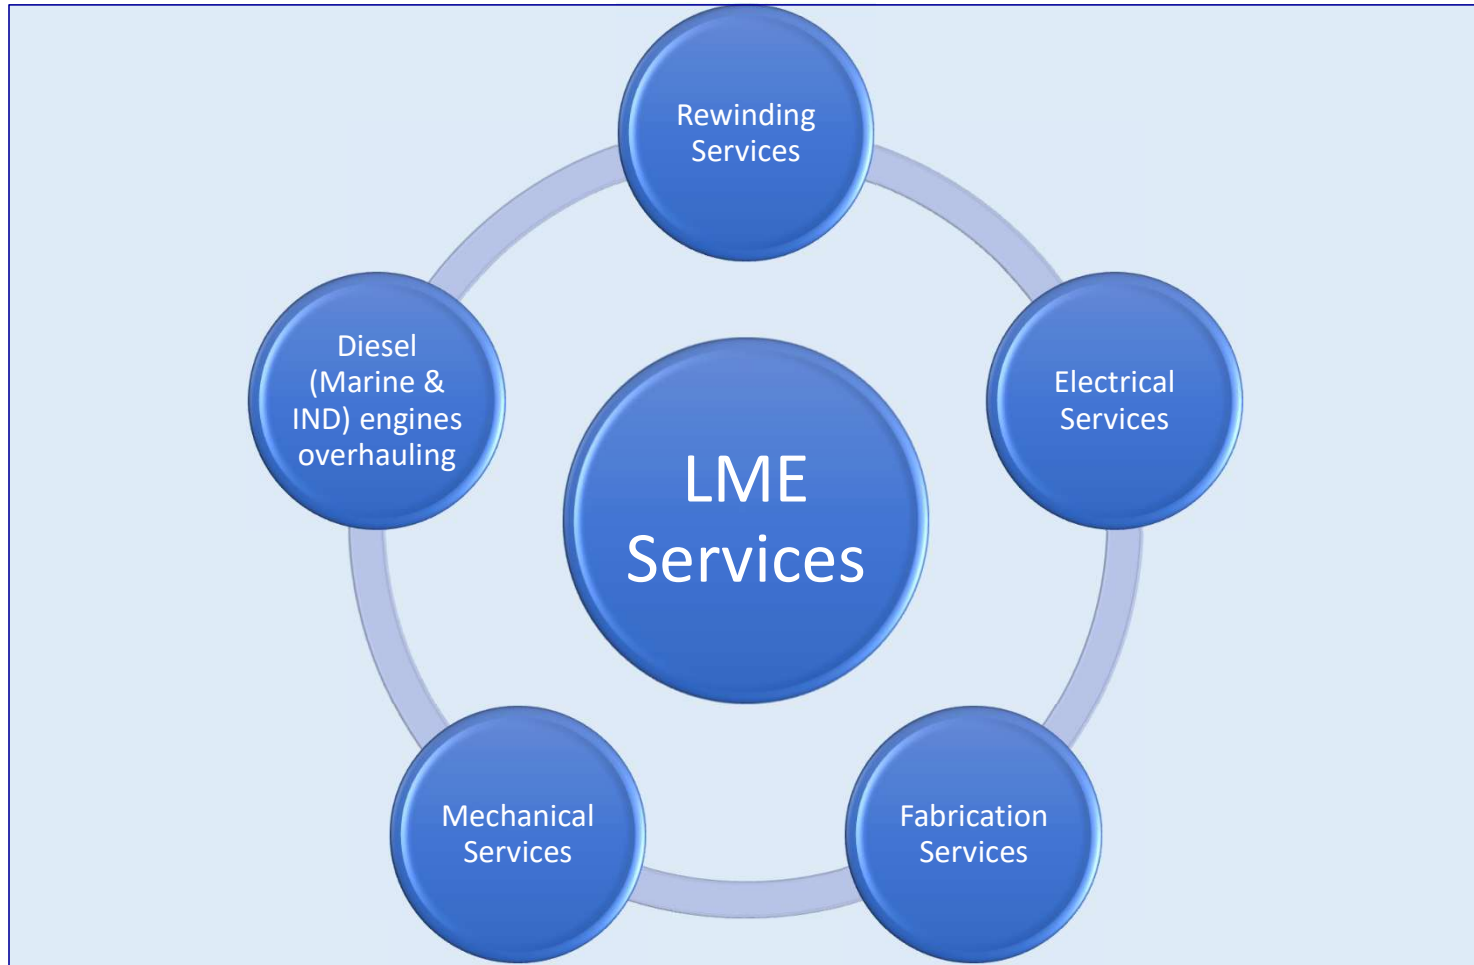 Rewinding
Services
Diesel
(Marine &
IND) engines
overhauling
Electrical
Services
LME
Services
Mechanical
Services
Fabrication
Services